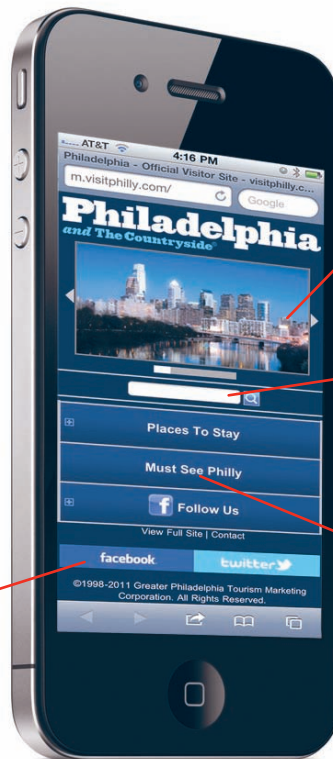 AT&T 4:16 PM
Philadelphia - Official Visitor Site - visitphilly.c...
m.visitphilly.com/ Google
Philadelphia
and The Countryside®
Places To Stay
Must See Philly
f Follow Us
View Full Site | Contact
facebook twitter
©1998-2011 Greater Philadelphia Tourism Marketing
Corporation. All Rights Reserved.